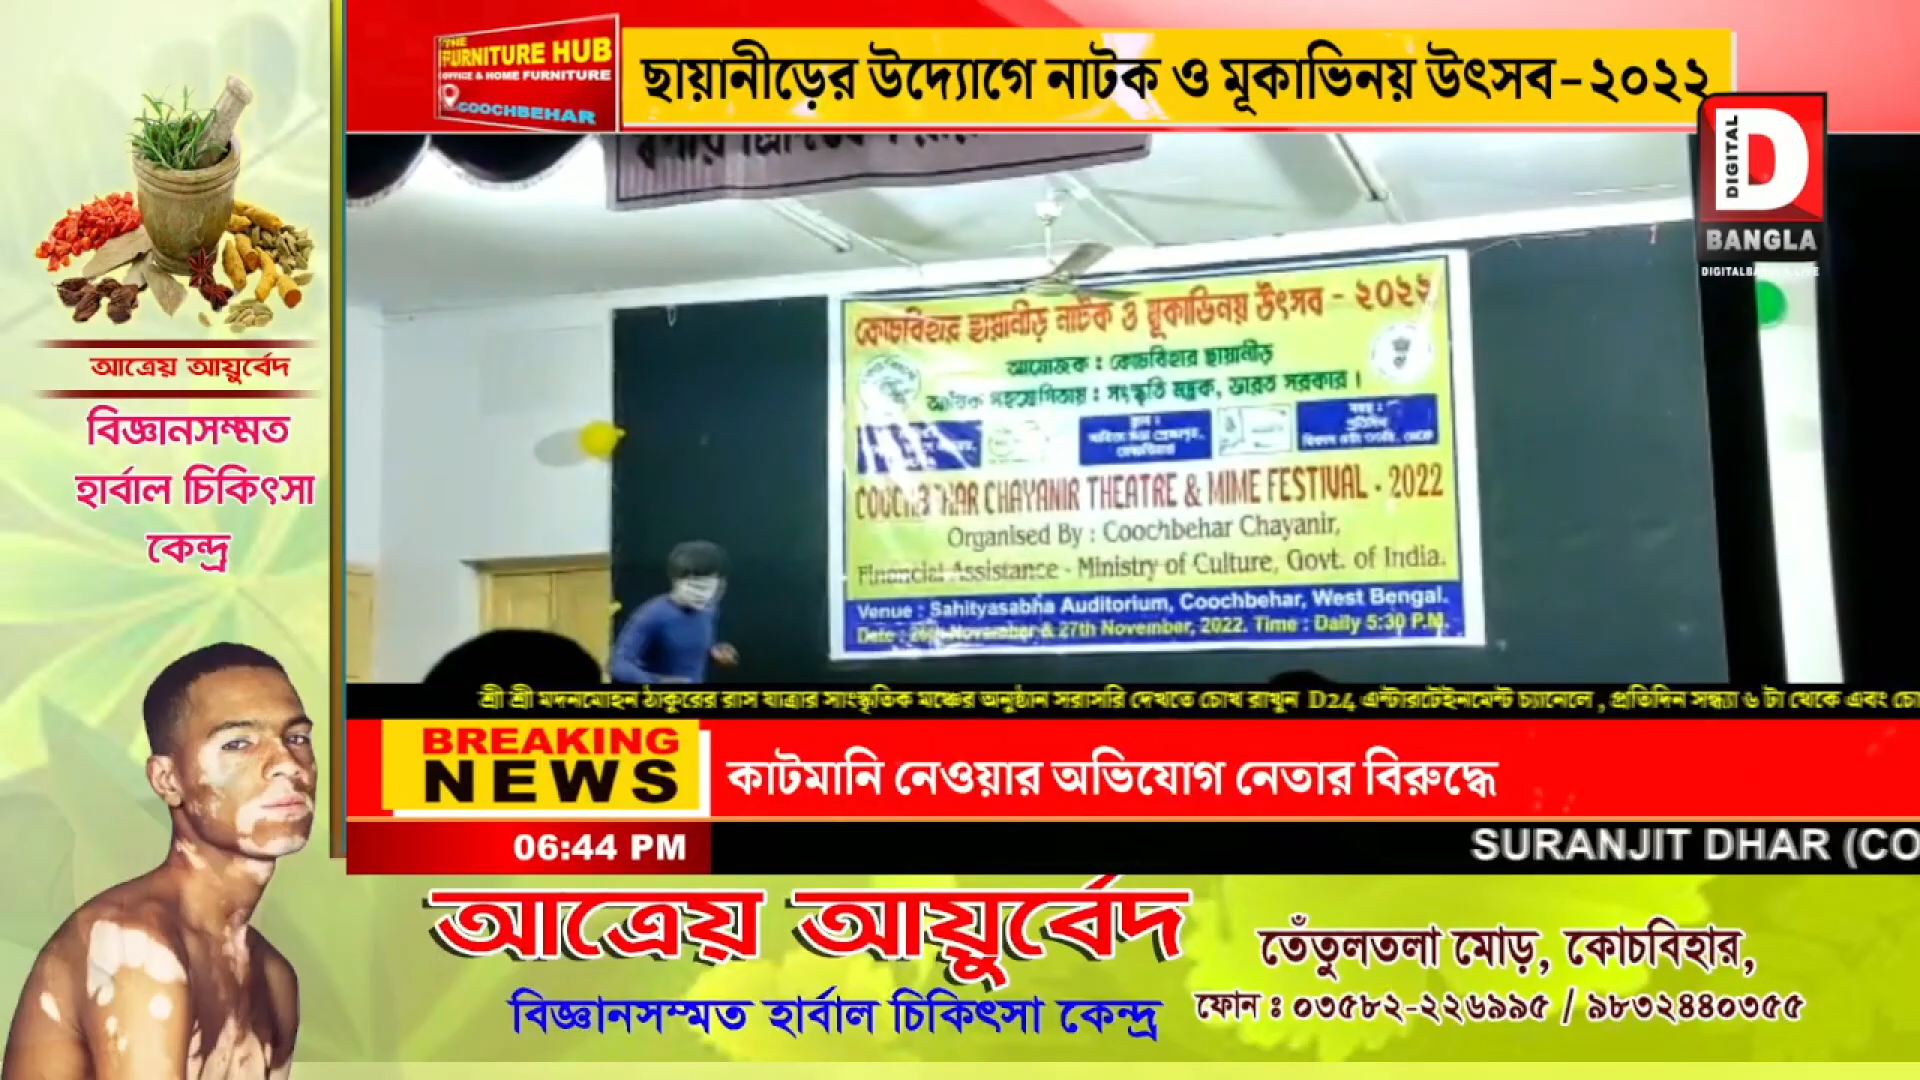 THE
FURNITURE HUB
OFFICE & HOME FURNITURE
COOCHBEHAR
ছায়ানীড়ের উদ্যোগে নাটক ও মূকাভিনয় উৎসব-২০২২
DIGITAL
D
BANGLA
কোচবিহার ছায়ানীড় নাটক ও মূকাভিনয় উৎসব - ২০২২
আয়োজক : কোচবিহার ছায়ানীড়
আর্থিক সহযোগিতায় : সংস্কৃতি মন্ত্রক, ভারত সরকার।
COOCHBEHAR CHAYANIR THEATRE & MIME FESTIVAL - 2022
Organised By : Coochbehar Chayanir,
Financial Assistance - Ministry of Culture, Govt. of India.
Venue : Sahityasabha Auditorium, Coochbehar, West Bengal.
Date : 26th November & 27th November, 2022. Time : Daily 5:30 P.M.
আত্রেয় আয়ুর্বেদ
বিজ্ঞানসম্মত
হার্বাল চিকিৎসা
কেন্দ্র
শ্রী শ্রী মদনমোহন ঠাকুরের রাস যাত্রার সাংস্কৃতিক মঞ্চের অনুষ্ঠান সরাসরি দেখতে চোখ রাখুন D24 এন্টারটেইনমেন্ট চ্যানেলে , প্রতিদিন সন্ধ্যা ৬ টা থেকে এবং চো
BREAKING
NEWS
কাটমানি নেওয়ার অভিযোগ নেতার বিরুদ্ধে
06:44 PM
SURANJIT DHAR (CO
আত্রেয় আয়ুর্বেদ
বিজ্ঞানসম্মত হার্বাল চিকিৎসা কেন্দ্র
তেঁতুলতলা মোড়, কোচবিহার,
ফোন : ০৩৫৮২-২২৬৯৯৫ / ৯৮৩২৪৪০৩৫৫